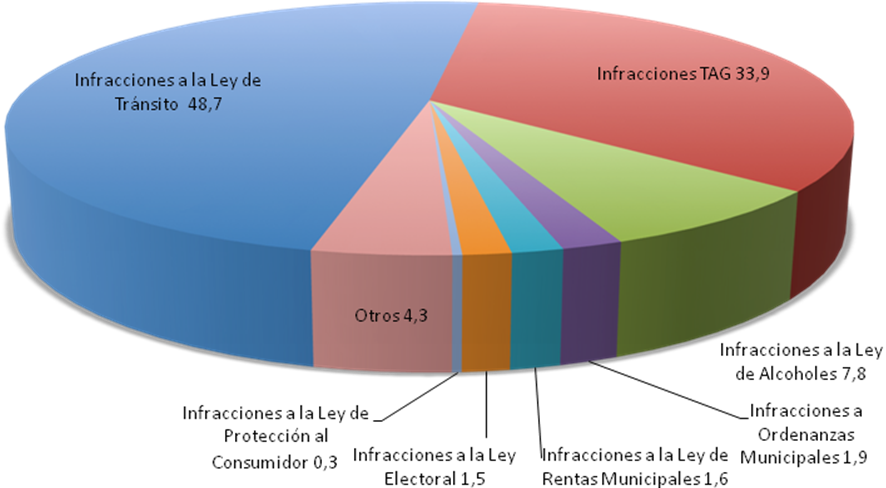 Infracciones a la Ley de
Tránsito 48,7
Infracciones TAG 33,9
Otros 4,3
Infracciones a la Ley
de Alcoholes 7,8
Infracciones a la Ley de
Protección al
Consumidor 0,3
Infracciones a la Ley
Electoral 1,5
Infracciones a la Ley de
Rentas Municipales 1,6
Infracciones a
Ordenanzas
Municipales 1,9